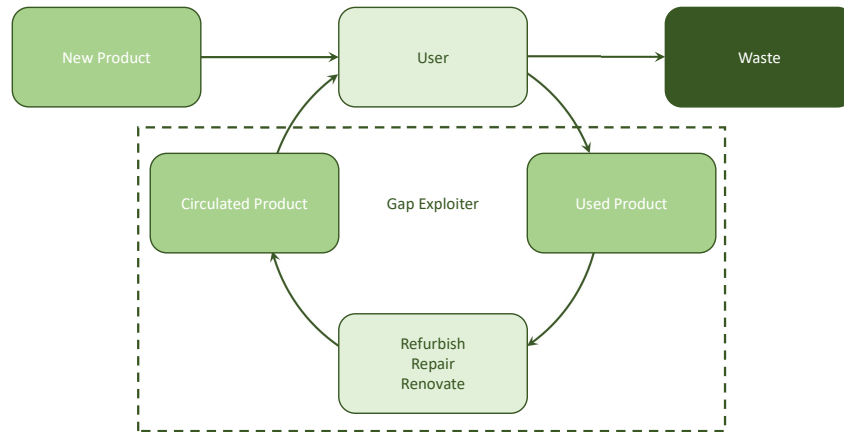 New Product
User
Waste
Circulated Product
Gap Exploiter
Used Product
Refurbish
Repair
Renovate